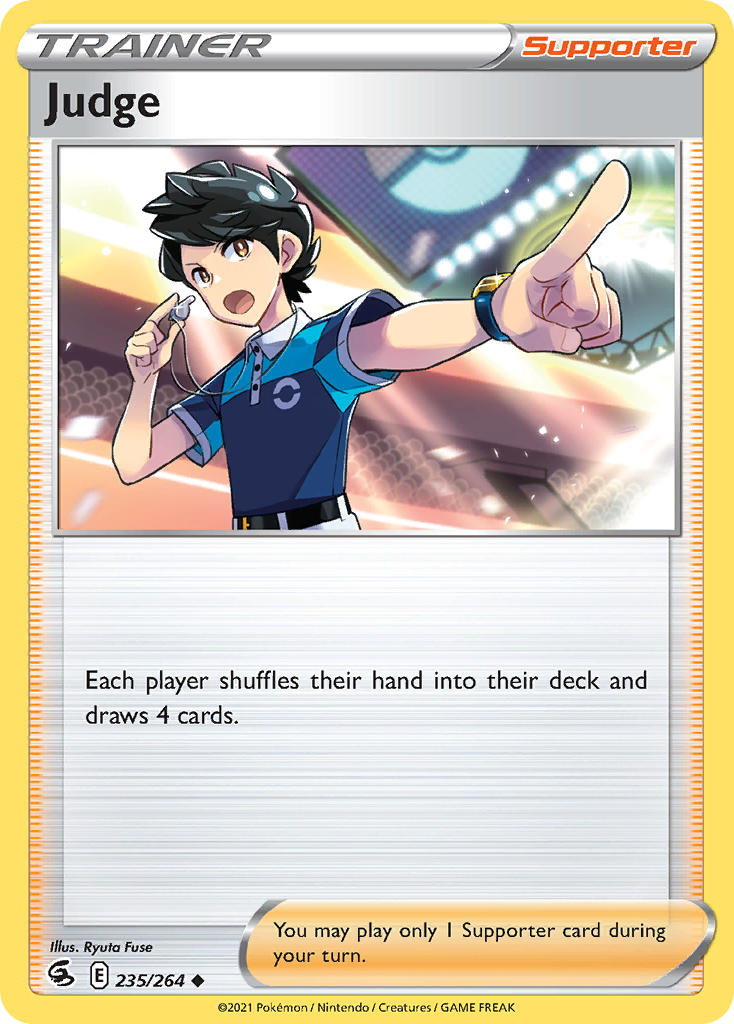 TRAINER Supporter
Judge
Each player shuffles their hand into their deck and
draws 4 cards.
You may play only 1 Supporter card during
your turn.
Illus. Ryuta Fuse
E 235/264 ◆
©2021 Pokémon / Nintendo / Creatures / GAME FREAK